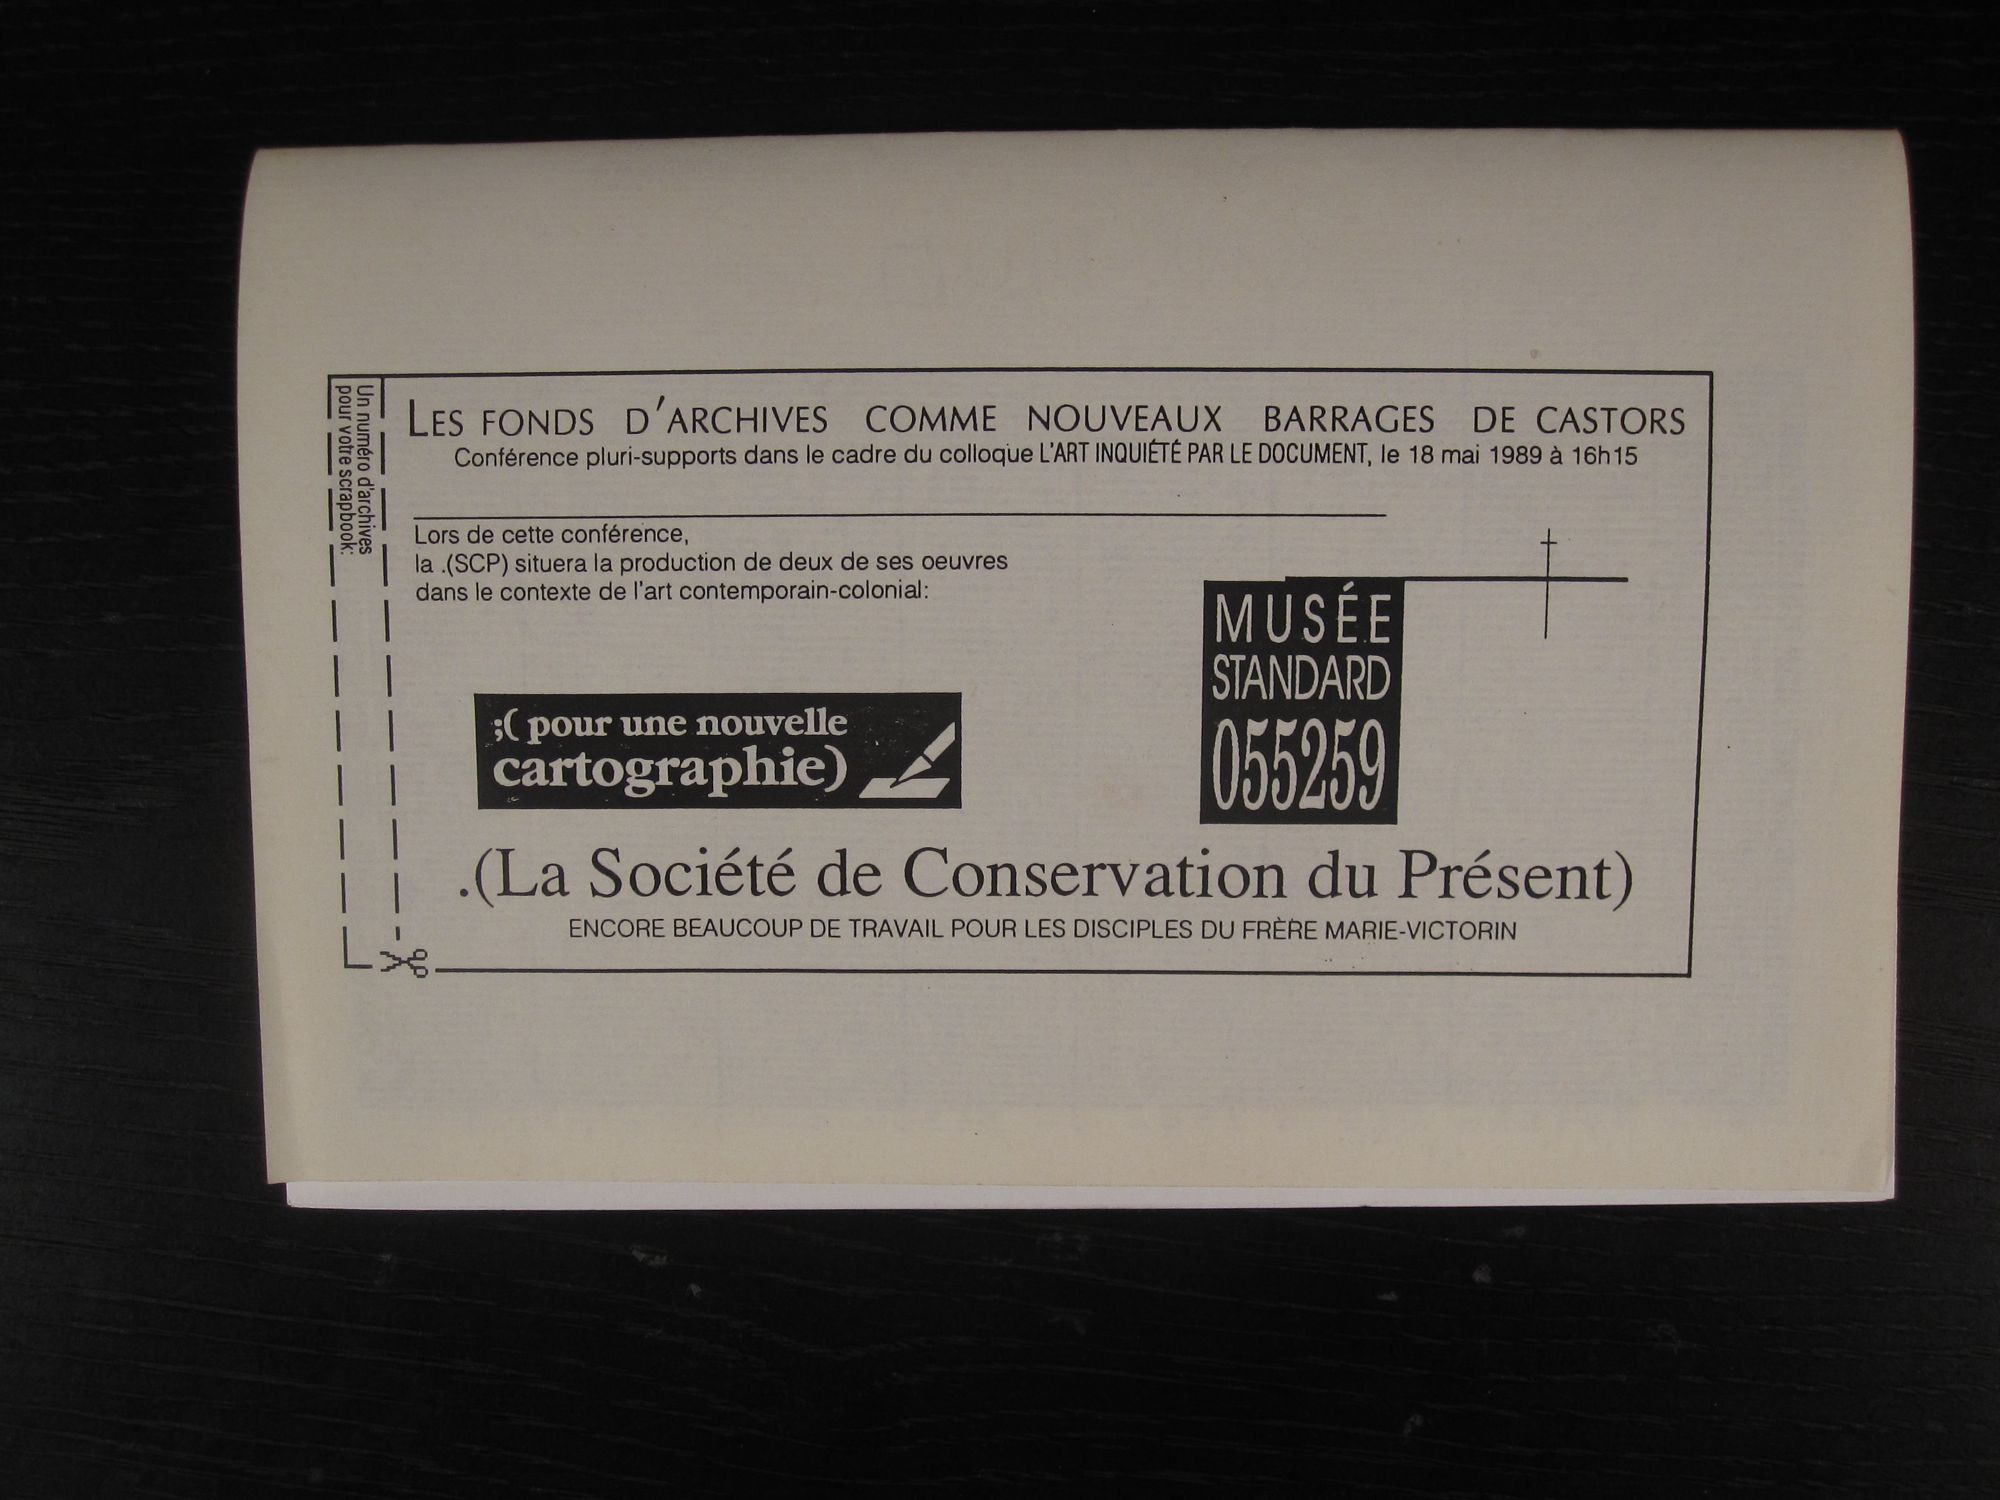 Un numéro d'archives
pour votre scrapbook:
LES FONDS D'ARCHIVES COMME NOUVEAUX BARRAGES DE CASTORS
Conférence pluri-supports dans le cadre du colloque L'ART INQUIÉTÉ PAR LE DOCUMENT, le 18 mai 1989 à 16h15
Lors de cette conférence,
la .(SCP) situera la production de deux de ses oeuvres
dans le contexte de l'art contemporain-colonial:
;( pour une nouvelle
cartographie)
MUSÉE
STANDARD
055259
.(La Société de Conservation du Présent)
ENCORE BEAUCOUP DE TRAVAIL POUR LES DISCIPLES DU FRÈRE MARIE-VICTORIN